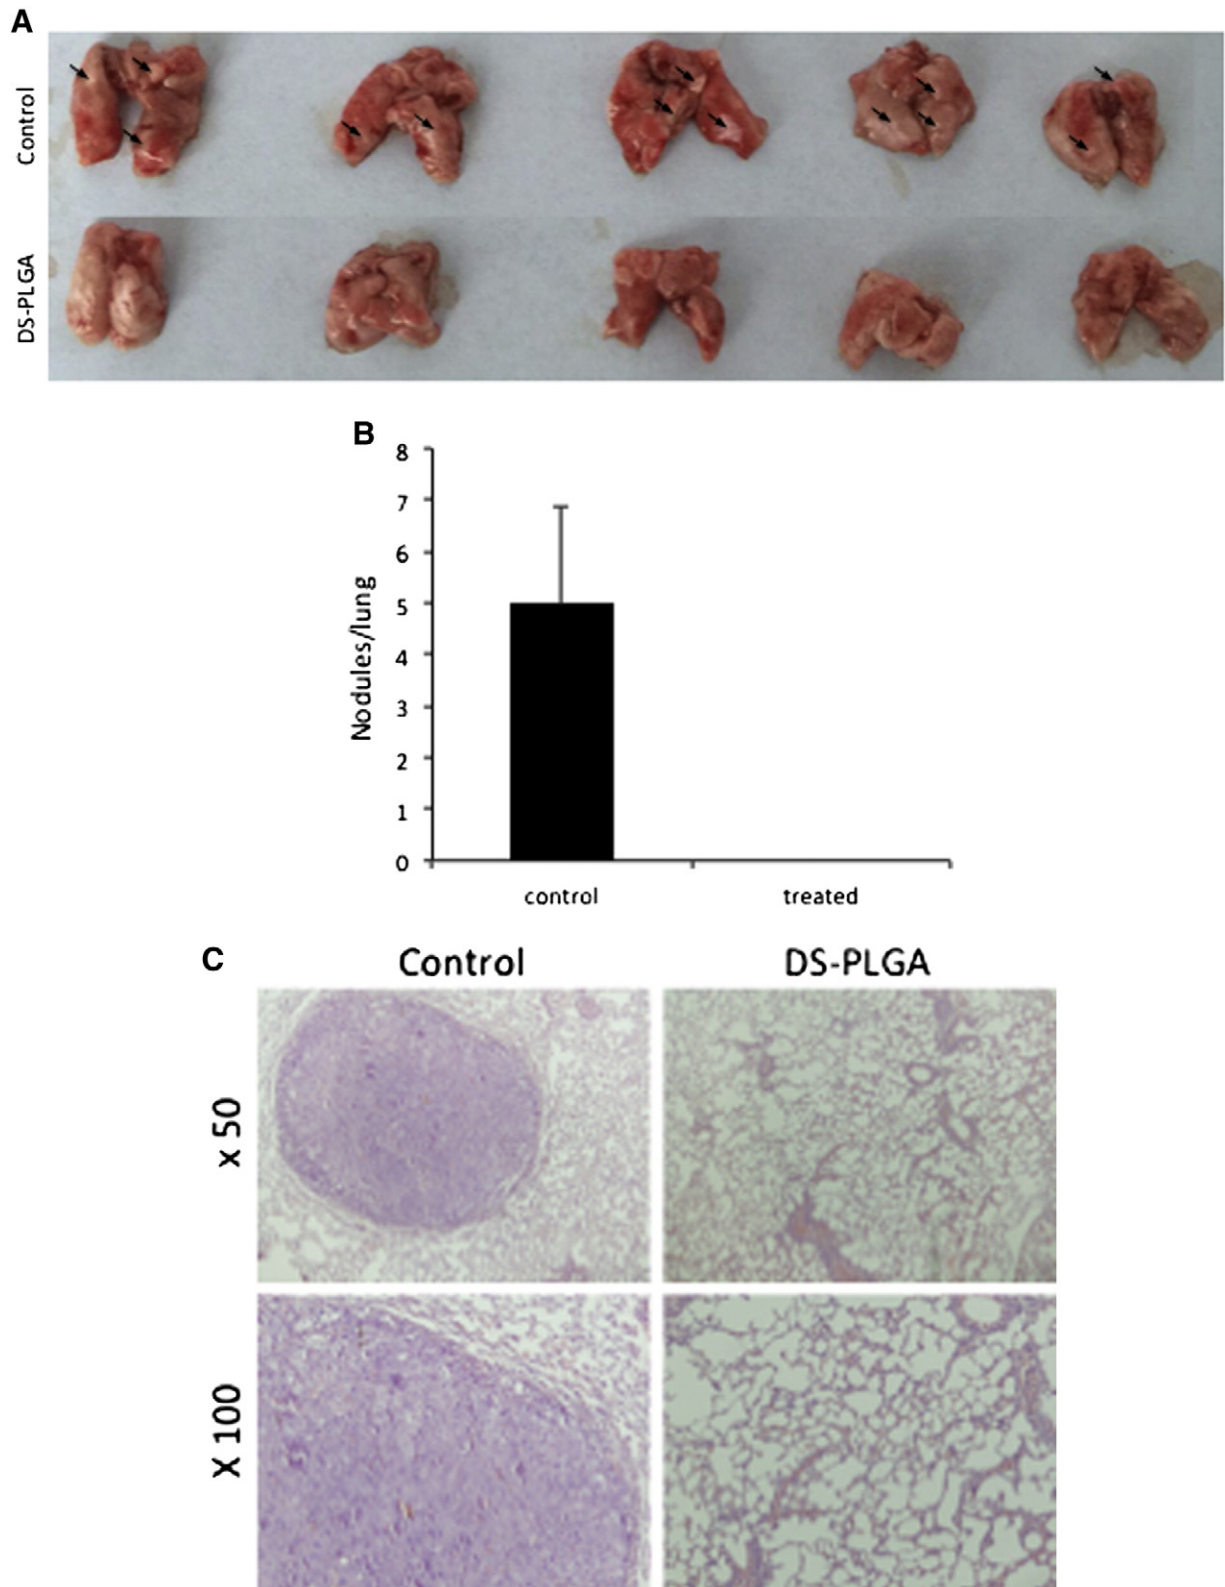 A
Control
DS-PLGA
B
8
7
6
5
4
3
2
1
0
Nodules/lung
control
treated
C
Control
DS-PLGA
x 50
X 100